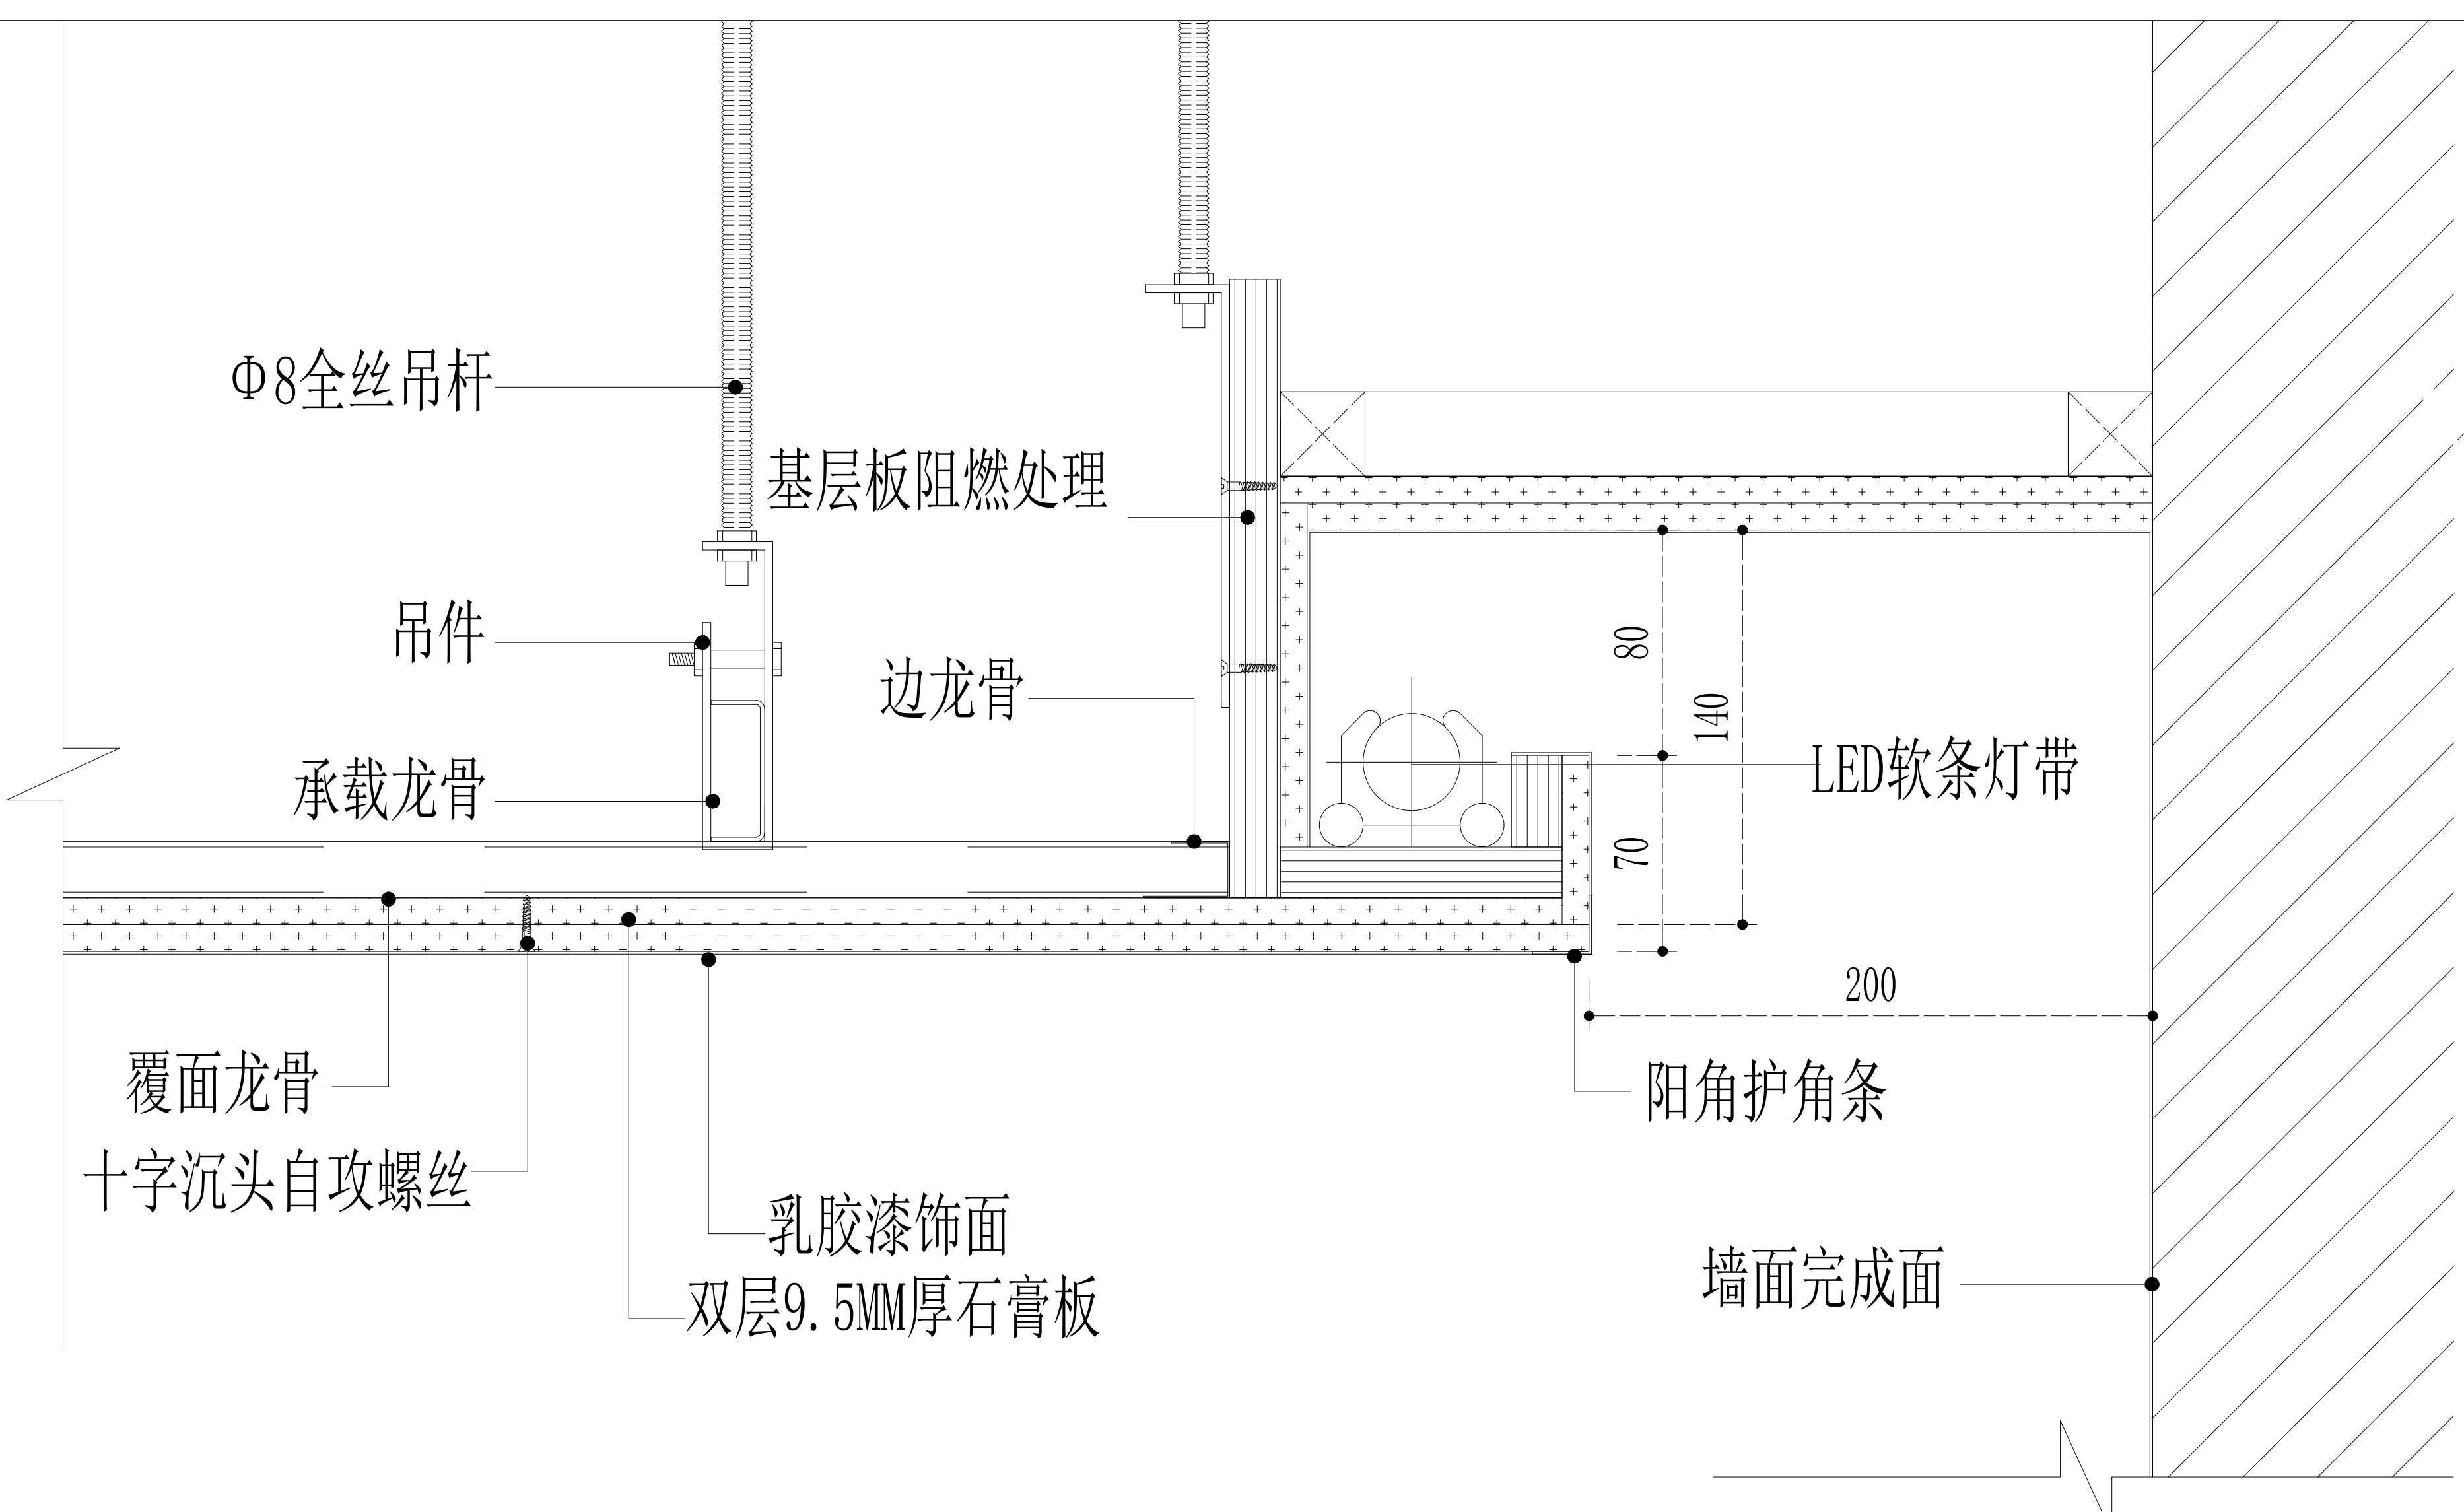 Φ8全丝吊杆
基层板阻燃处理
吊件
边龙骨
80
140
承载龙骨
LED软条灯带
70
200
覆面龙骨
阳角护角条
十字沉头自攻螺丝
乳胶漆饰面
墙面完成面
双层9.5MM厚石膏板